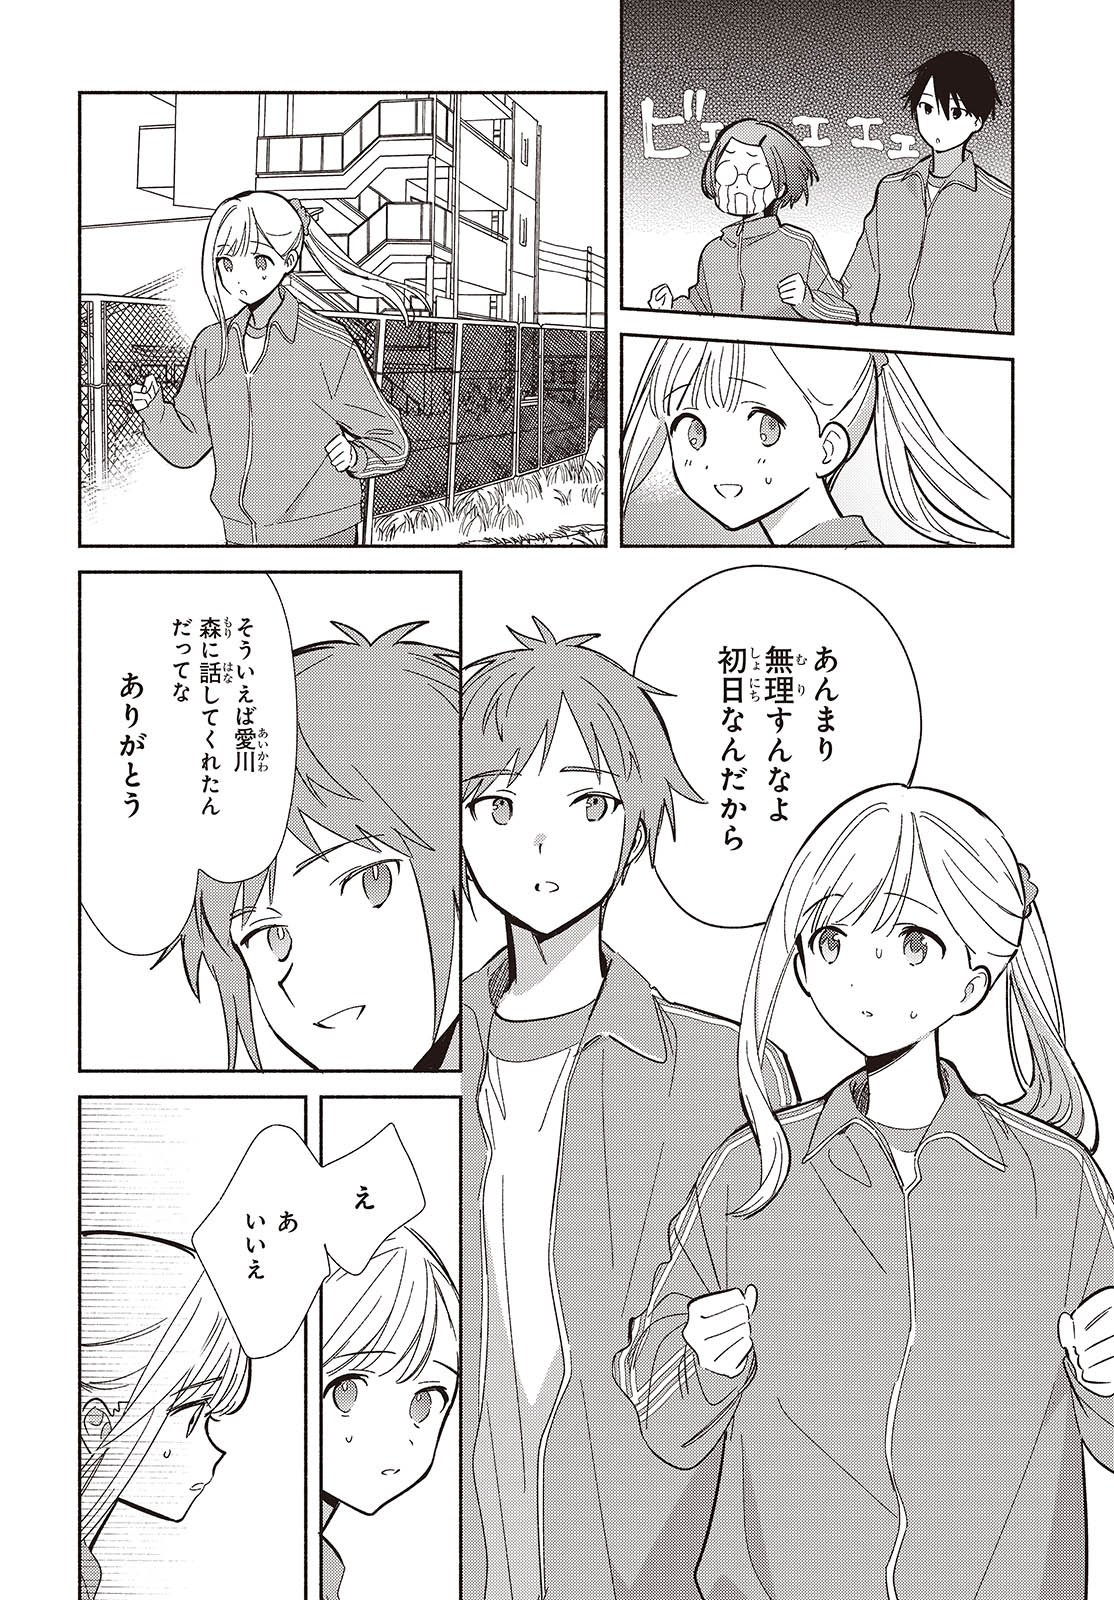 ビェェェェェ
あんまり
無理すんなよ
初日なんだから
そういえば愛川
森に話してくれたん
だってな
ありがとう
え
あ
いいえ